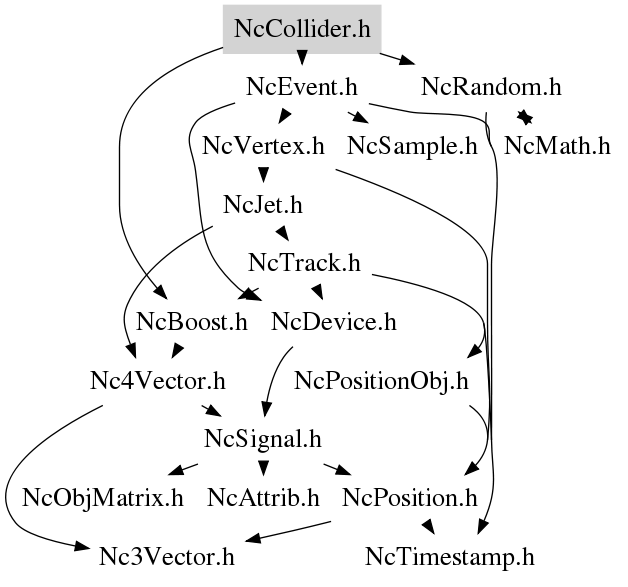 NcCollider.h
NcEvent.h
NcRandom.h
NcVertex.h
NcSample.h
NcMath.h
NcJet.h
NcTrack.h
NcBoost.h
NcDevice.h
Nc4Vector.h
NcPositionObj.h
NcSignal.h
NcObjMatrix.h
NcAttrib.h
NcPosition.h
Nc3Vector.h
NcTimestamp.h